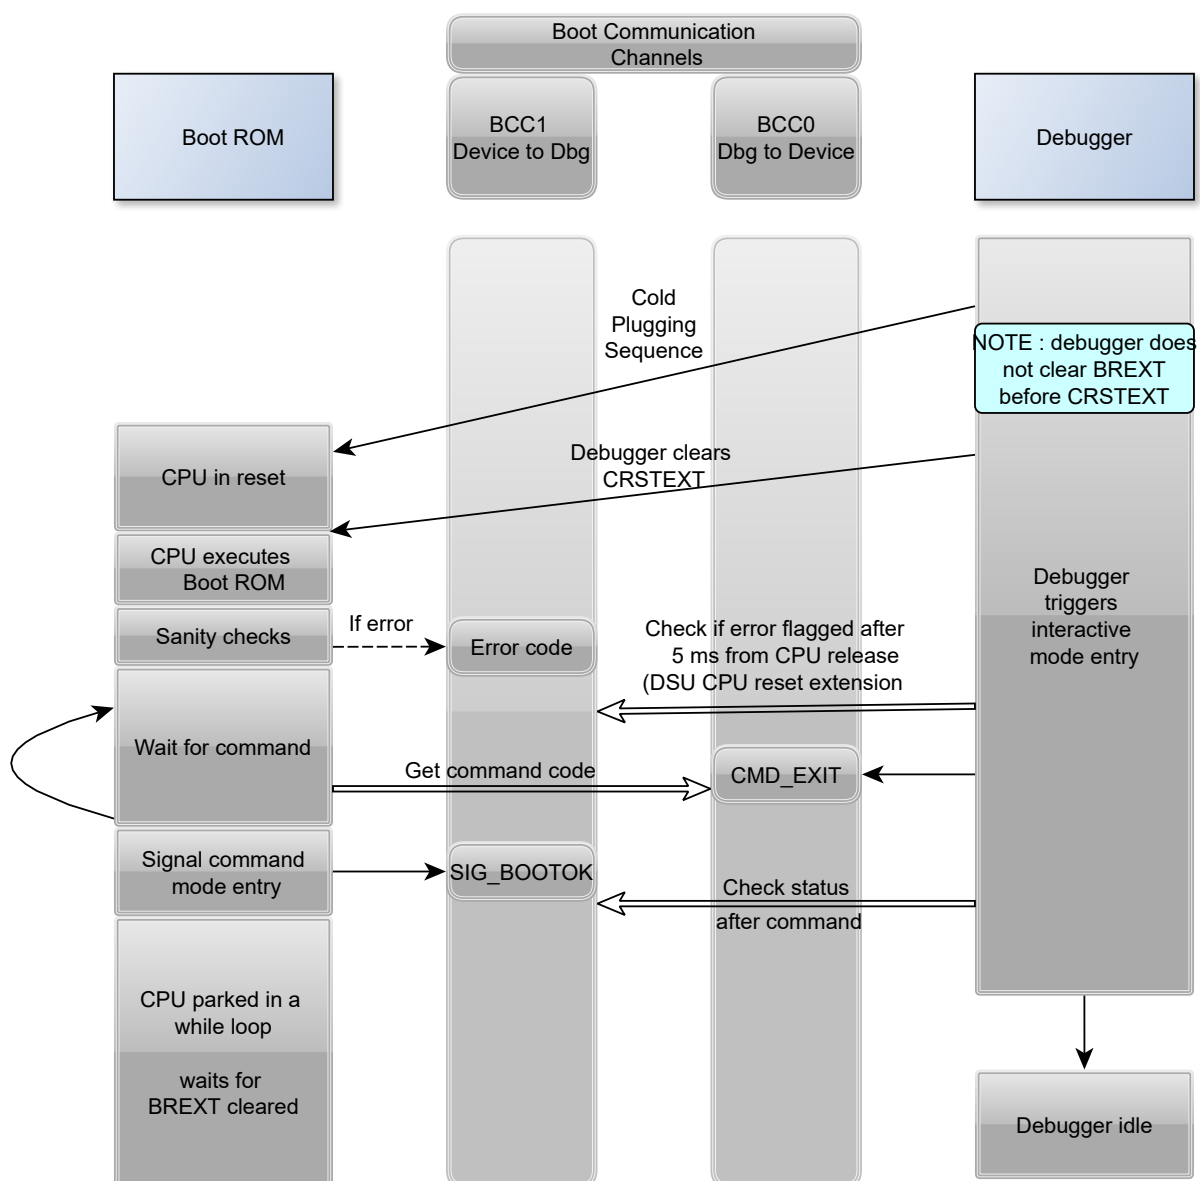 Boot Communication
Channels
Boot ROM
BCC1
Device to Dbg
BCC0
Dbg to Device
Debugger
Cold
Plugging
Sequence
NOTE : debugger does
not clear BREXT
before CRSTEXT
Debugger clears
CRSTEXT
CPU in reset
CPU executes
Boot ROM
Debugger
triggers
interactive
mode entry
Sanity checks
If error
Error code
Check if error flagged after
5 ms from CPU release
(DSU CPU reset extension
Wait for command
Get command code
CMD_EXIT
Signal command
mode entry
SIG_BOOTOK
Check status
after command
CPU parked in a
while loop
waits for
BREXT cleared
Debugger idle